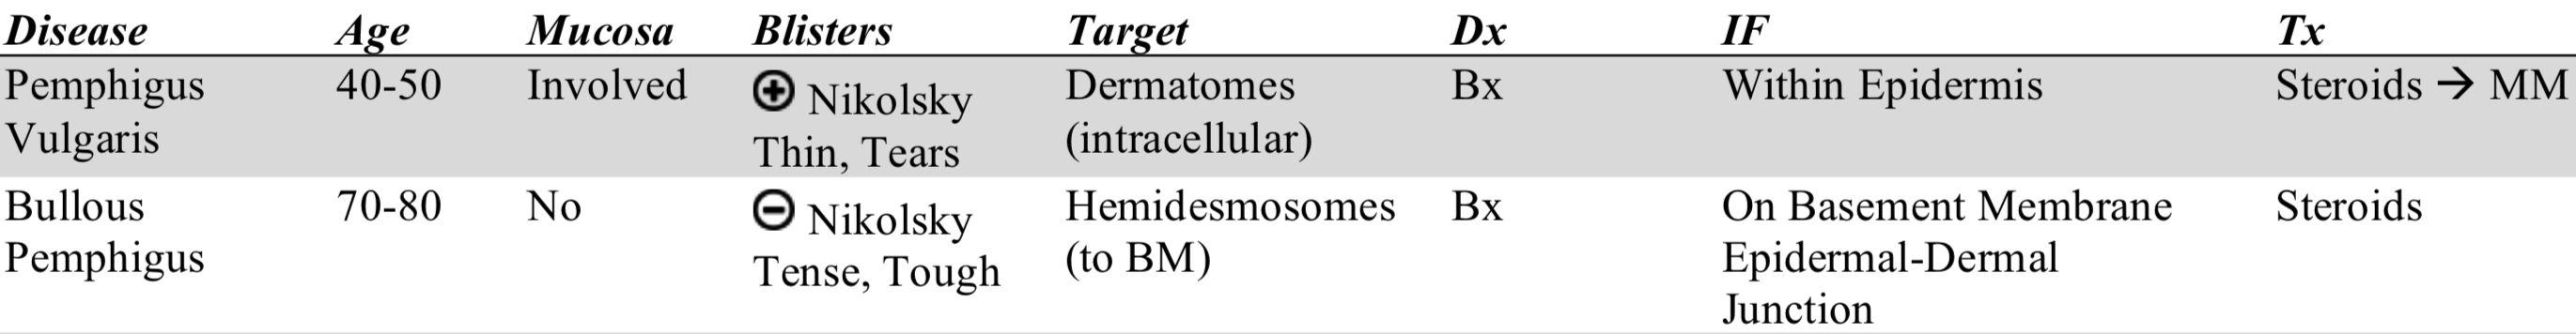 Disease Age Mucosa Blisters Target Dx IF Tx
Pemphigus 40-50 Involved ⊕ Nikolsky Dermatomes Bx Within Epidermis Steroids → MM
Vulgaris Thin, Tears (intracellular)
Bullous 70-80 No ⊖ Nikolsky Hemidesmosomes Bx On Basement Membrane Steroids
Pemphigus Tense, Tough (to BM) Epidermal-Dermal
Junction